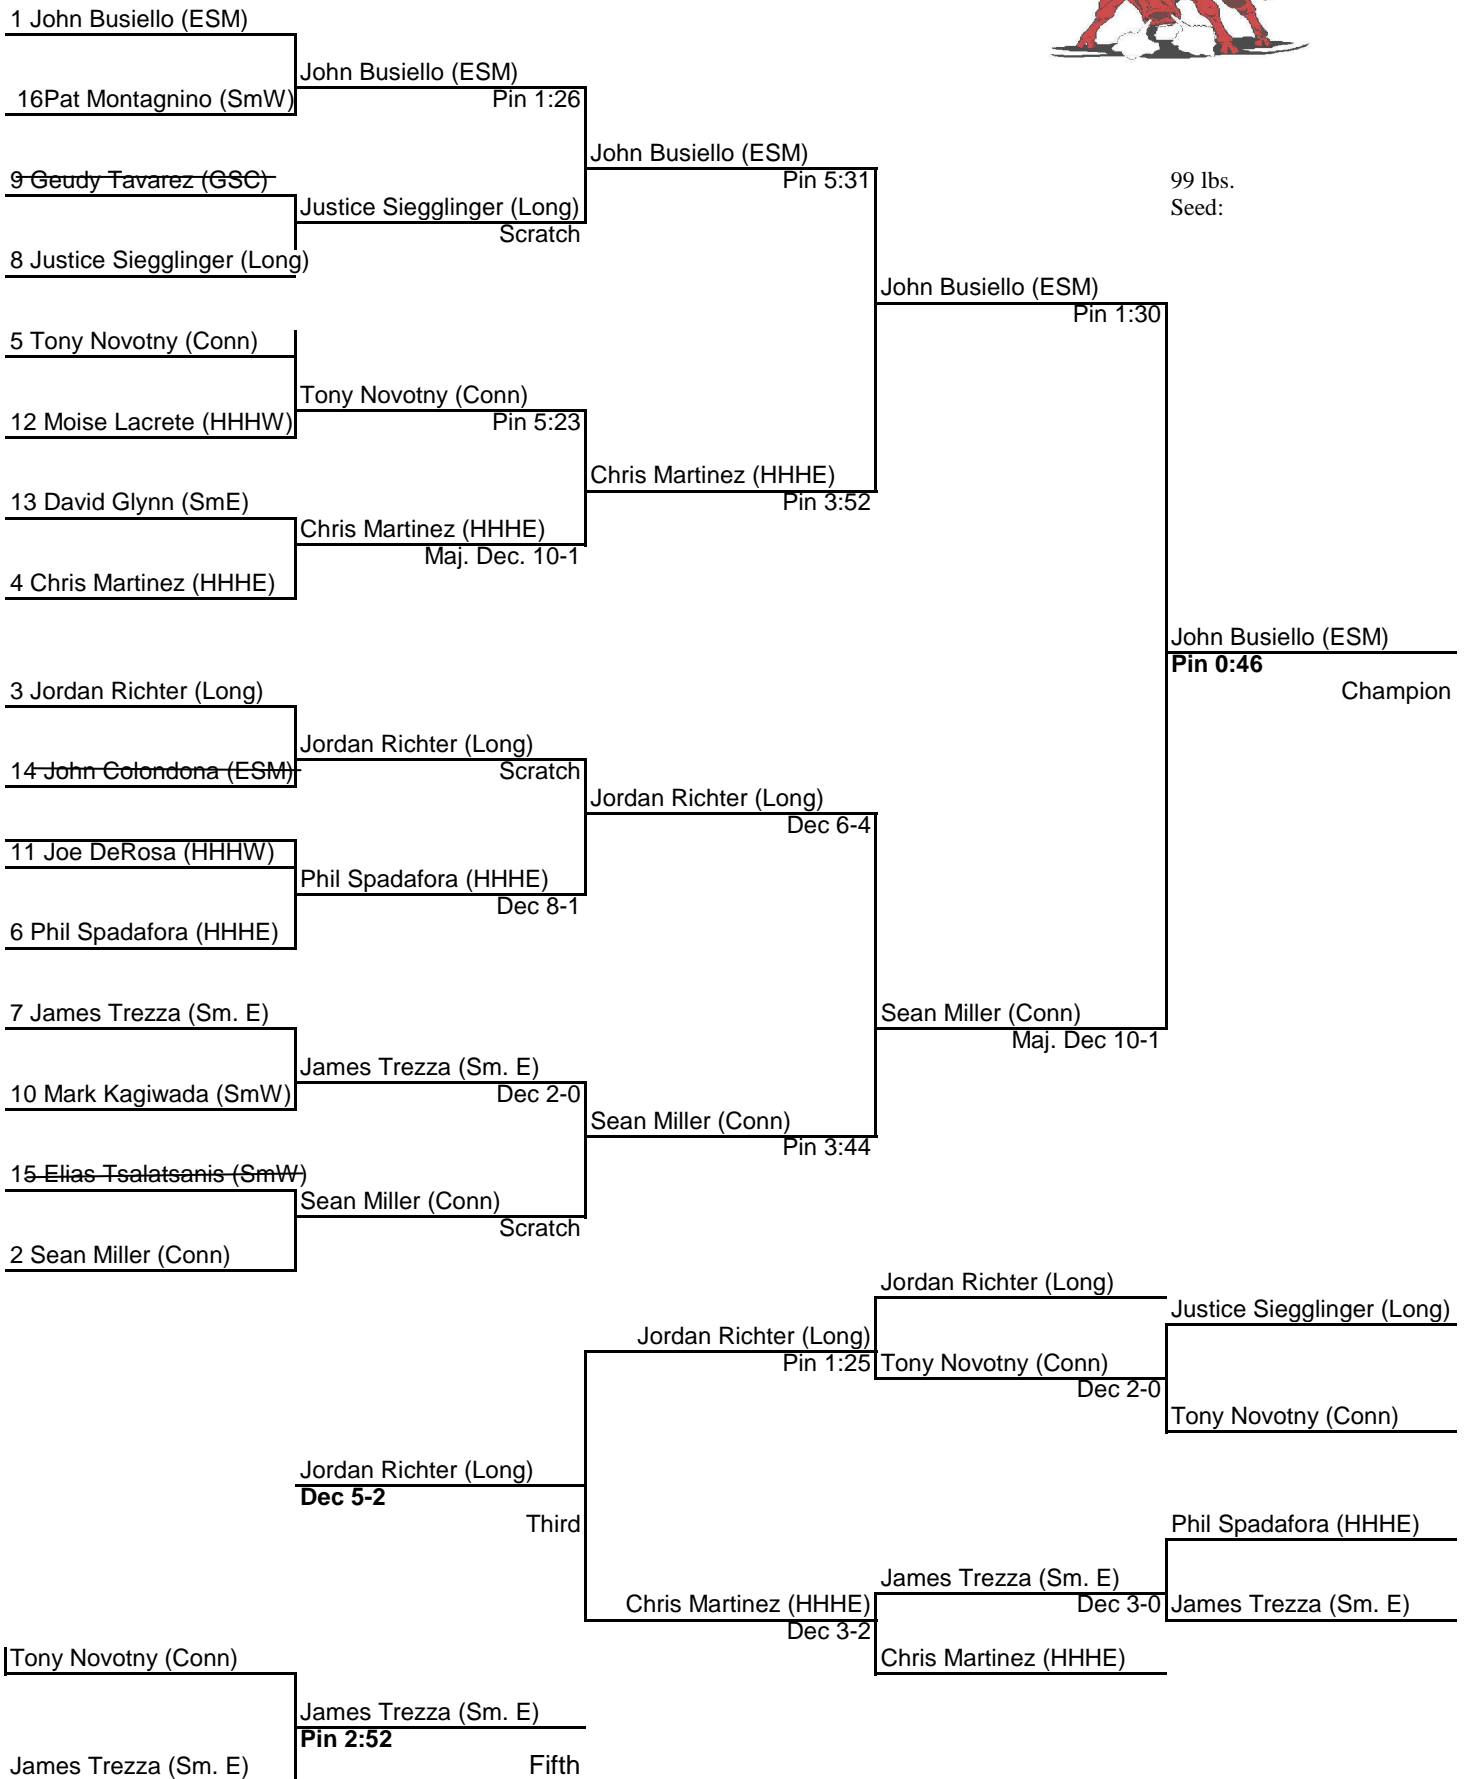 1 John Busiello (ESM)
John Busiello (ESM)
16Pat Montagnino (SmW)
Pin 1:26
John Busiello (ESM)
9 Geudy Tavarez (GSC)
Pin 5:31
99 lbs.
Justice Siegglinger (Long)
Seed:
Scratch
8 Justice Siegglinger (Long)
John Busiello (ESM)
Pin 1:30
5 Tony Novotny (Conn)
Tony Novotny (Conn)
12 Moise Lacrete (HHHW)
Pin 5:23
Chris Martinez (HHHE)
13 David Glynn (SmE)
Pin 3:52
Chris Martinez (HHHE)
Maj. Dec. 10-1
4 Chris Martinez (HHHE)
John Busiello (ESM)
Pin 0:46
3 Jordan Richter (Long)
Champion
Jordan Richter (Long)
14 John Colondona (ESM)
Scratch
Jordan Richter (Long)
Dec 6-4
11 Joe DeRosa (HHHW)
Phil Spadafora (HHHE)
Dec 8-1
6 Phil Spadafora (HHHE)
7 James Trezza (Sm. E)
Sean Miller (Conn)
Maj. Dec 10-1
James Trezza (Sm. E)
10 Mark Kagiwada (SmW)
Dec 2-0
Sean Miller (Conn)
Pin 3:44
15 Elias Tsalatsanis (SmW)
Sean Miller (Conn)
Scratch
2 Sean Miller (Conn)
Jordan Richter (Long)
Justice Siegglinger (Long)
Jordan Richter (Long)
Pin 1:25
Tony Novotny (Conn)
Dec 2-0
Tony Novotny (Conn)
Jordan Richter (Long)
Dec 5-2
Third
Phil Spadafora (HHHE)
James Trezza (Sm. E)
Chris Martinez (HHHE)
Dec 3-0
James Trezza (Sm. E)
Dec 3-2
Tony Novotny (Conn)
Chris Martinez (HHHE)
James Trezza (Sm. E)
Pin 2:52
James Trezza (Sm. E)
Fifth